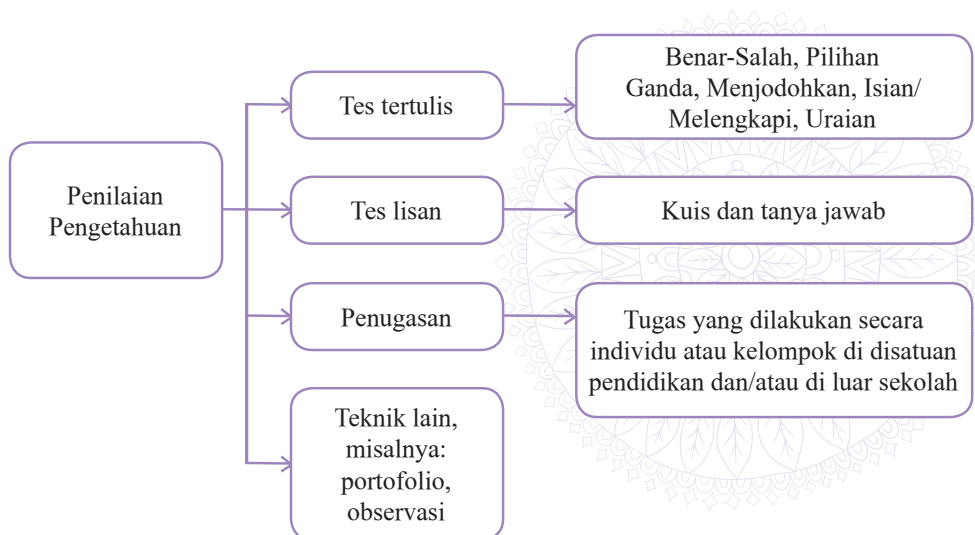 Penilaian
Pengetahuan
Tes tertulis
Benar-Salah, Pilihan
Ganda, Menjodohkan, Isian/
Melengkapi, Uraian
Tes lisan
Kuis dan tanya jawab
Penugasan
Tugas yang dilakukan secara
individu atau kelompok di disatuan
pendidikan dan/atau di luar sekolah
Teknik lain,
misalnya:
portofolio,
observasi